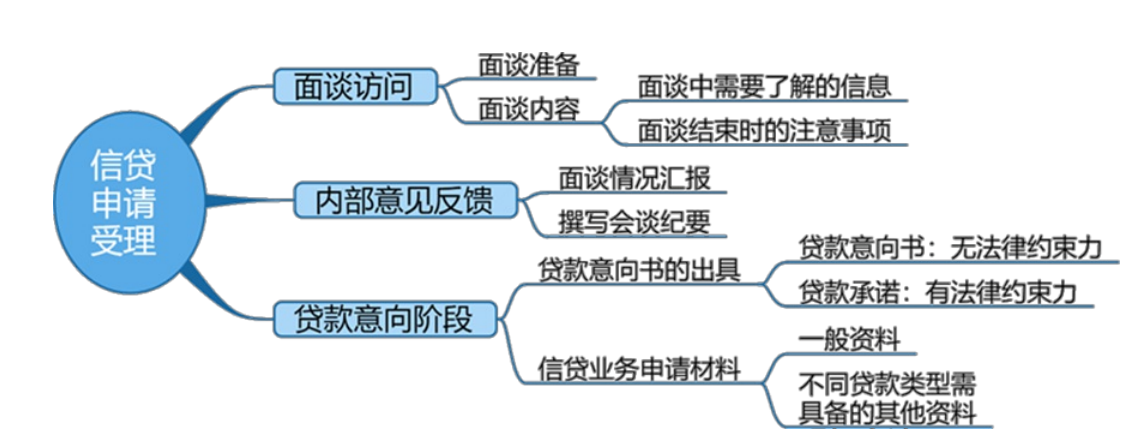 信贷
申请
受理
面谈访问
面谈准备
面谈内容
面谈中需要了解的信息
面谈结束时的注意事项
内部意见反馈
面谈情况汇报
撰写会谈纪要
贷款意向阶段
贷款意向书的出具
贷款意向书：无法律约束力
贷款承诺：有法律约束力
信贷业务申请材料
一般资料
不同贷款类型需
具备的其他资料